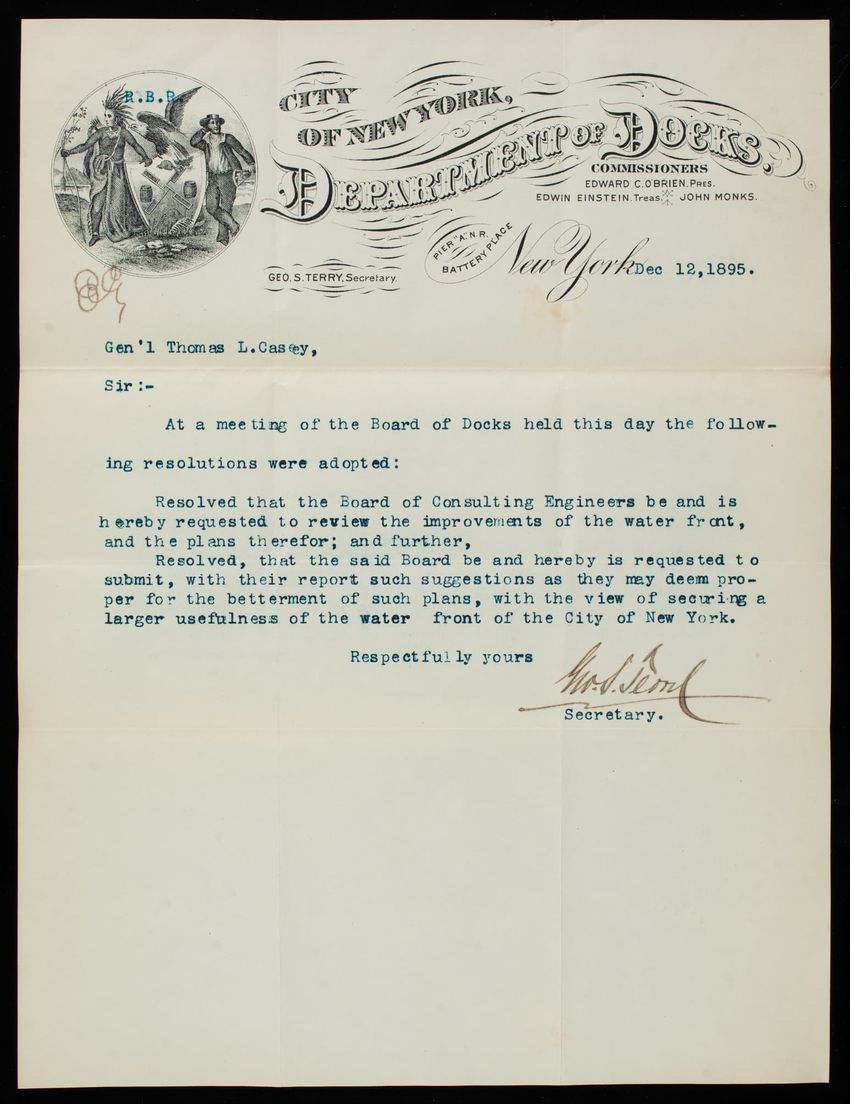 R.B.R.
CITY
OF NEW YORK,
DEPARTMENT OF DOCKS.
COMMISSIONERS
EDWARD C. O'BRIEN, Pres.
EDWIN EINSTEIN. Treas. JOHN MONKS.
PIER "A." N.R.
BATTERY PLACE
GEO. S. TERRY, Secretary.
New York Dec 12,1895.
Gen'l Thomas L.Casey,
Sir:-
At a meeting of the Board of Docks held this day the follow-
ing resolutions were adopted:
Resolved that the Board of Consulting Engineers be and is
hereby requested to review the improvements of the water front,
and the plans therefor; and further,
Resolved, that the said Board be and hereby is requested to
submit, with their report such suggestions as they may deem pro-
per for the betterment of such plans, with the view of securing a
larger usefulness of the water front of the City of New York.
Respectfully yours
Geo. S. Terry
Secretary.